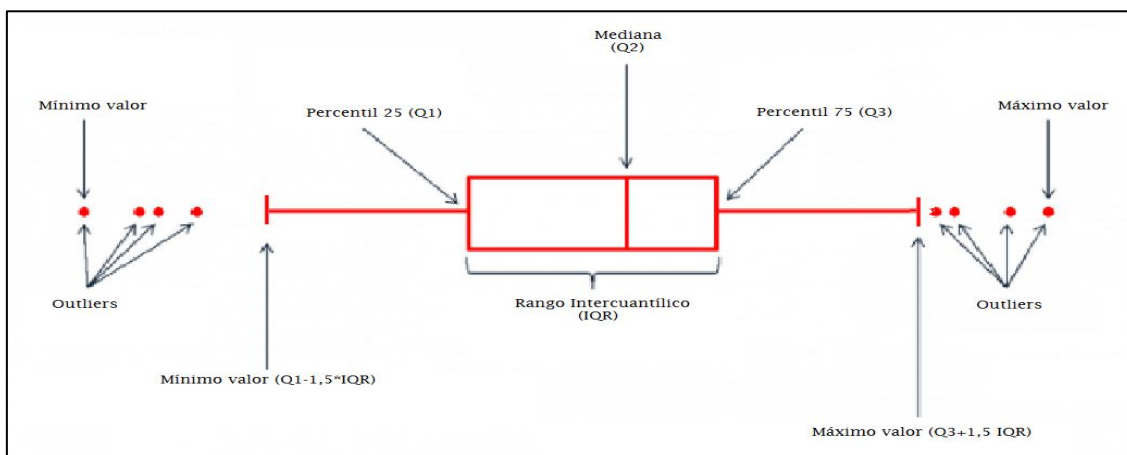 Mediana
(Q2)
Mínimo valor
Percentil 25 (Q1)
Percentil 75 (Q3)
Máximo valor
Outliers
Rango Intercuantílico
(IQR)
Outliers
Mínimo valor (Q1-1,5*IQR)
Máximo valor (Q3+1,5 IQR)